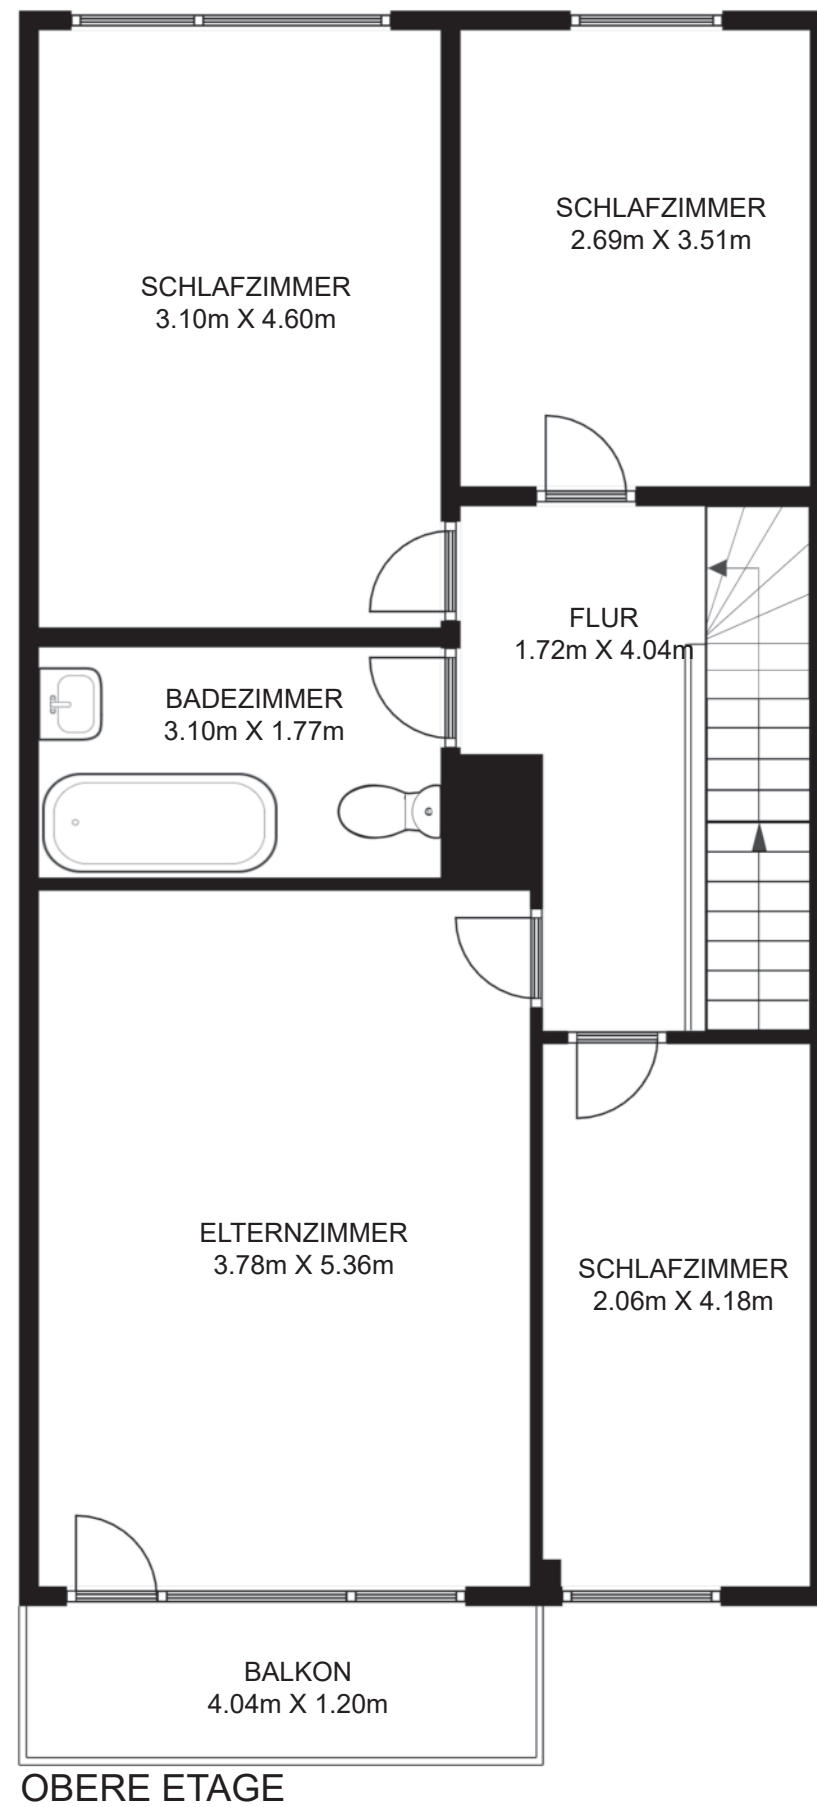 SCHLAFZIMMER
2.69m X 3.51m
SCHLAFZIMMER
3.10m X 4.60m
FLUR
1.72m X 4.04m
BADEZIMMER
3.10m X 1.77m
ELTERNZIMMER
3.78m X 5.36m
SCHLAFZIMMER
2.06m X 4.18m
BALKON
4.04m X 1.20m
OBERE ETAGE